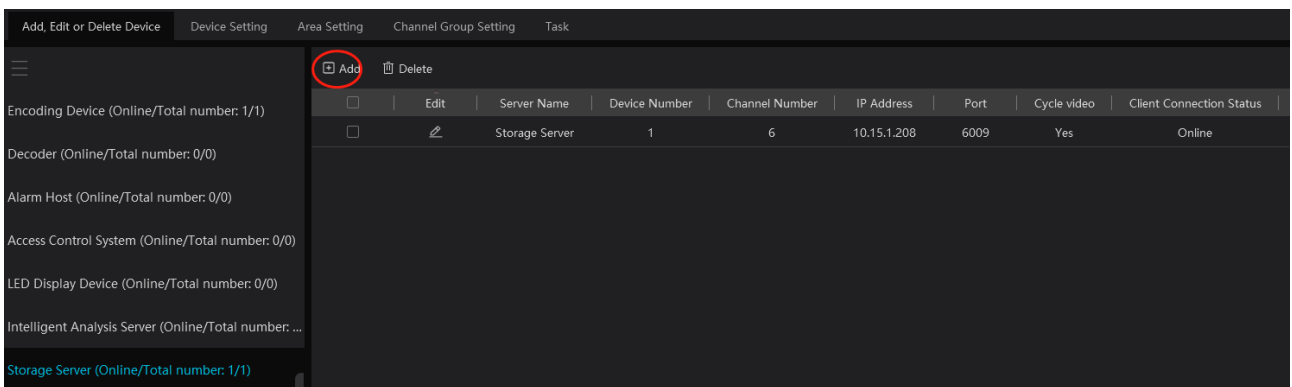 Add, Edit or Delete Device Device Setting Area Setting Channel Group Setting Task
Add Delete
Edit Server Name Device Number Channel Number IP Address Port Cycle video Client Connection Status
Storage Server 1 6 10.15.1.208 6009 Yes Online
Encoding Device (Online/Total number: 1/1)
Decoder (Online/Total number: 0/0)
Alarm Host (Online/Total number: 0/0)
Access Control System (Online/Total number: 0/0)
LED Display Device (Online/Total number: 0/0)
Intelligent Analysis Server (Online/Total number: ...
Storage Server (Online/Total number: 1/1)